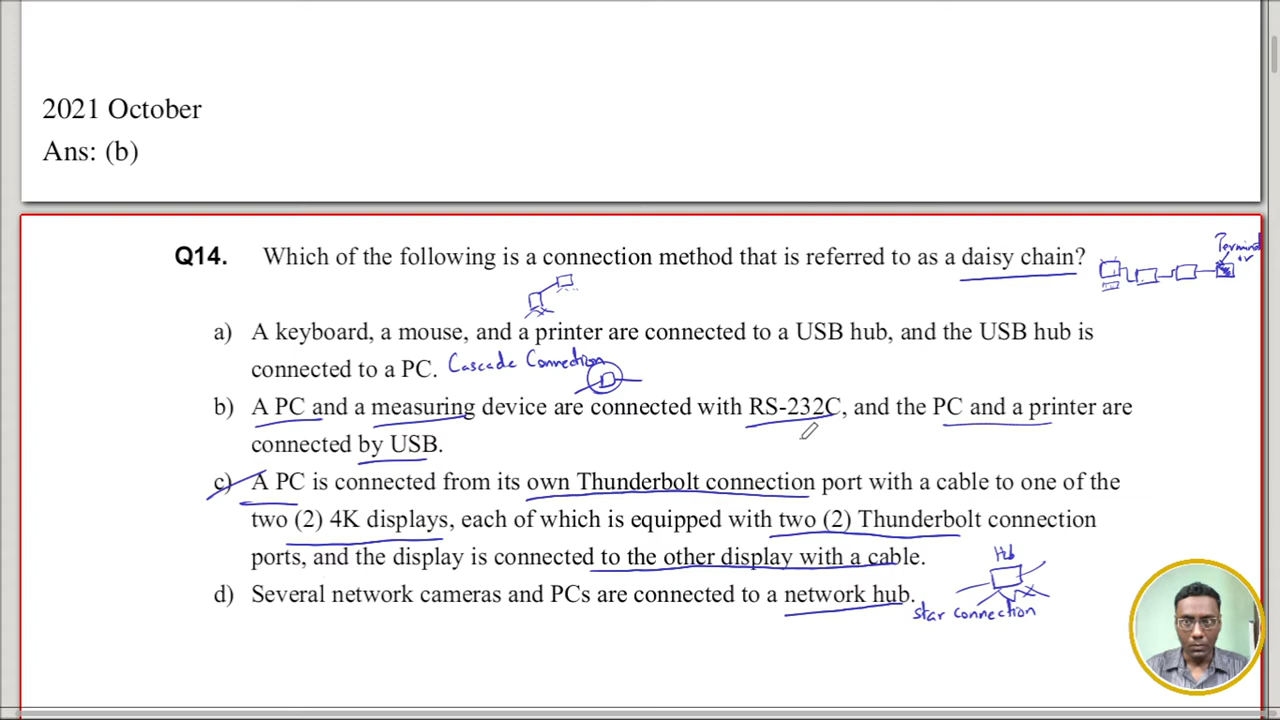 2021 October
Ans: (b)
Q14. Which of the following is a connection method that is referred to as a daisy chain?
Terminator
a) A keyboard, a mouse, and a printer are connected to a USB hub, and the USB hub is
connected to a PC. Cascade Connection
b) A PC and a measuring device are connected with RS-232C, and the PC and a printer are
connected by USB.
c) A PC is connected from its own Thunderbolt connection port with a cable to one of the
two (2) 4K displays, each of which is equipped with two (2) Thunderbolt connection
ports, and the display is connected to the other display with a cable.
Hub
d) Several network cameras and PCs are connected to a network hub.
star connection